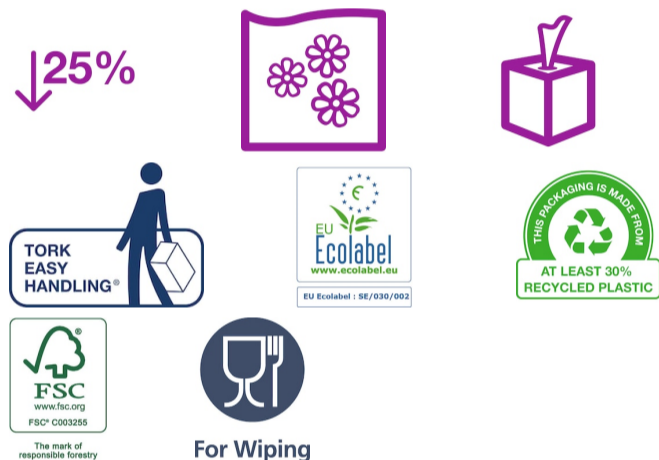 25%
TORK
EASY
HANDLING®
EU
Ecolabel
www.ecolabel.eu
EU Ecolabel : SE/030/002
THIS PACKAGING IS MADE FROM
AT LEAST 30%
RECYCLED PLASTIC
®
FSC
www.fsc.org
FSC® C003255
The mark of
responsible forestry
For Wiping